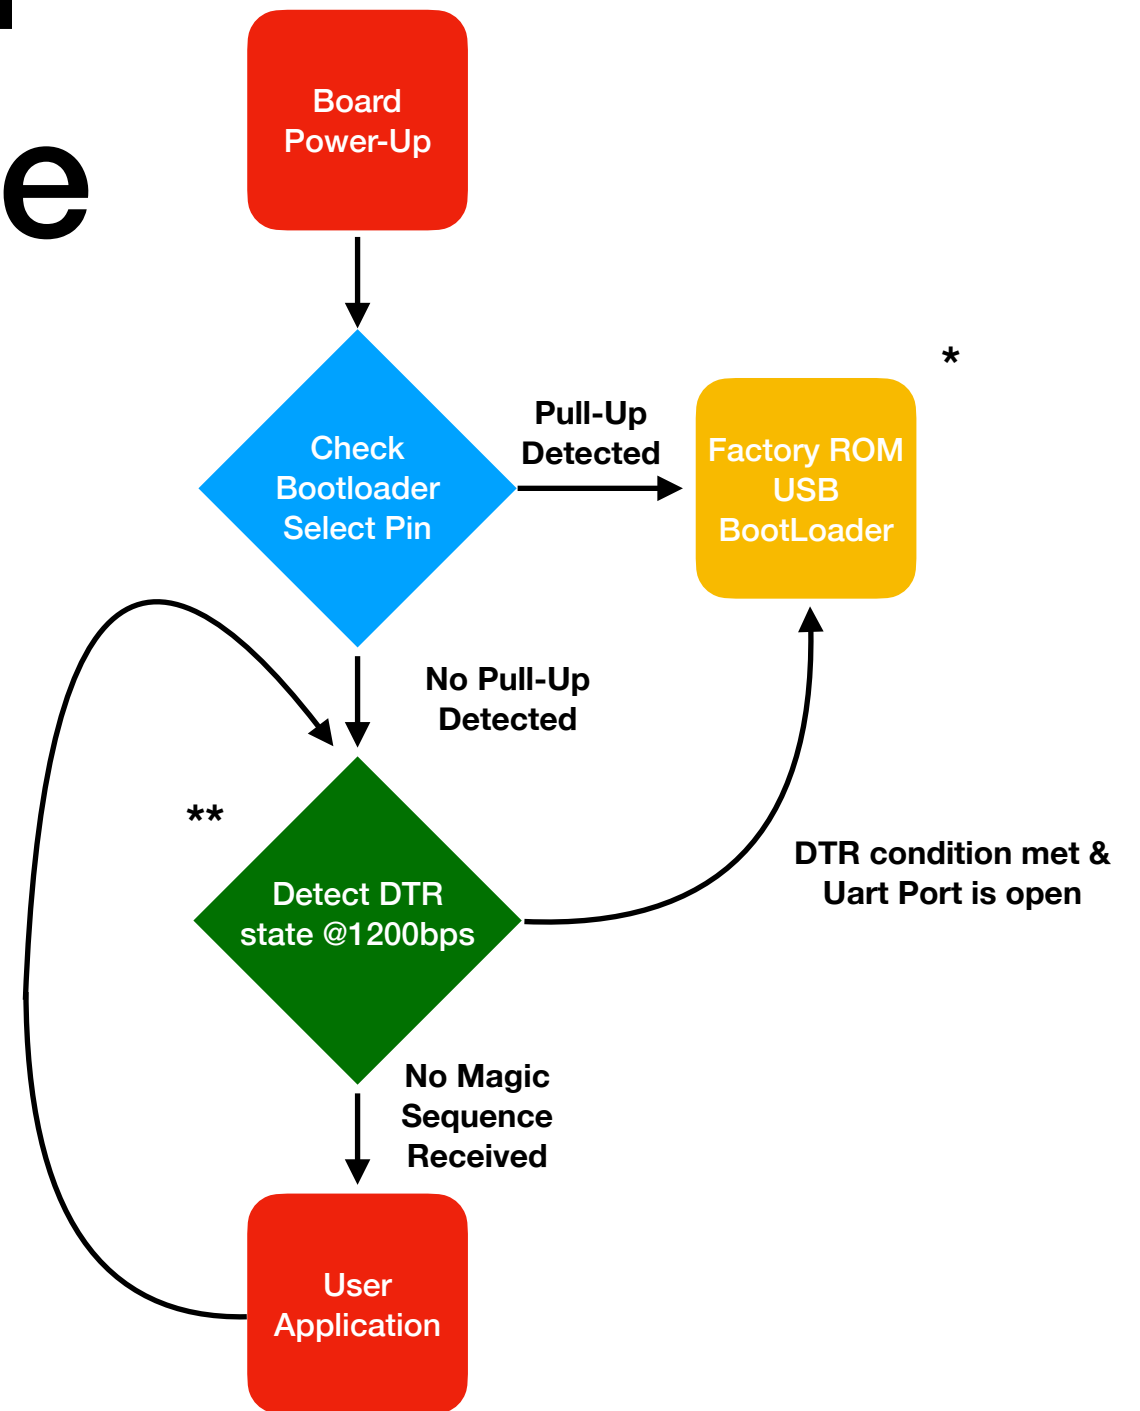 e
Board
Power-Up
Check
Bootloader
Select Pin
Pull-Up
Detected
*
Factory ROM
USB
BootLoader
No Pull-Up
Detected
**
Detect DTR
state @1200bps
DTR condition met &
Uart Port is open
No Magic
Sequence
Received
User
Application